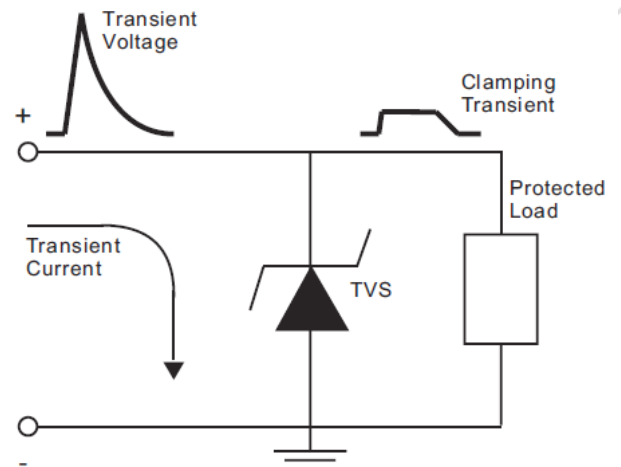 Transient
Voltage
Clamping
Transient
+
Protected
Load
Transient
Current
TVS
-